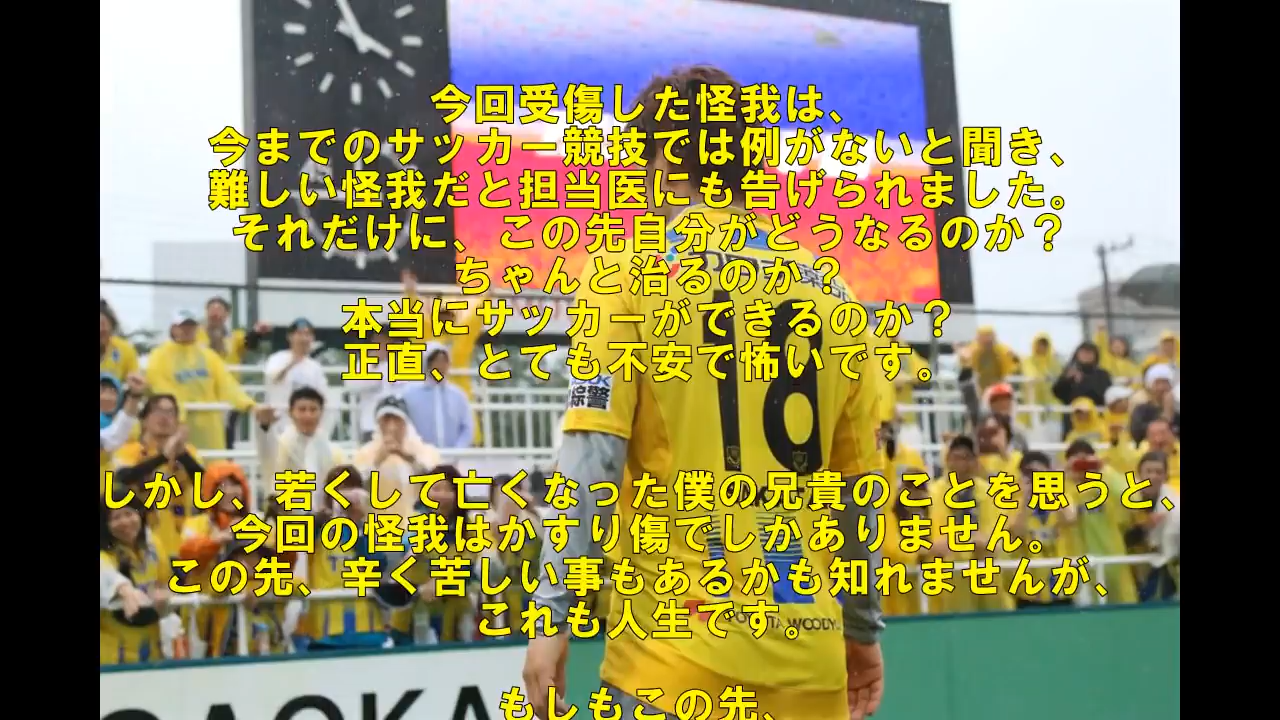 今回受傷した怪我は、
今までのサッカー競技では例がないと聞き、
難しい怪我だと担当医にも告げられました。
それだけに、この先自分がどうなるのか？
ちゃんと治るのか？
本当にサッカーができるのか？
正直、とても不安で怖いです。
18
しかし、若くして亡くなった僕の兄貴のことを思うと、
今回の怪我はかすり傷でしかありません。
この先、辛く苦しい事もあるかも知れませんが、
これも人生です。
WOODY
もしもこの先、